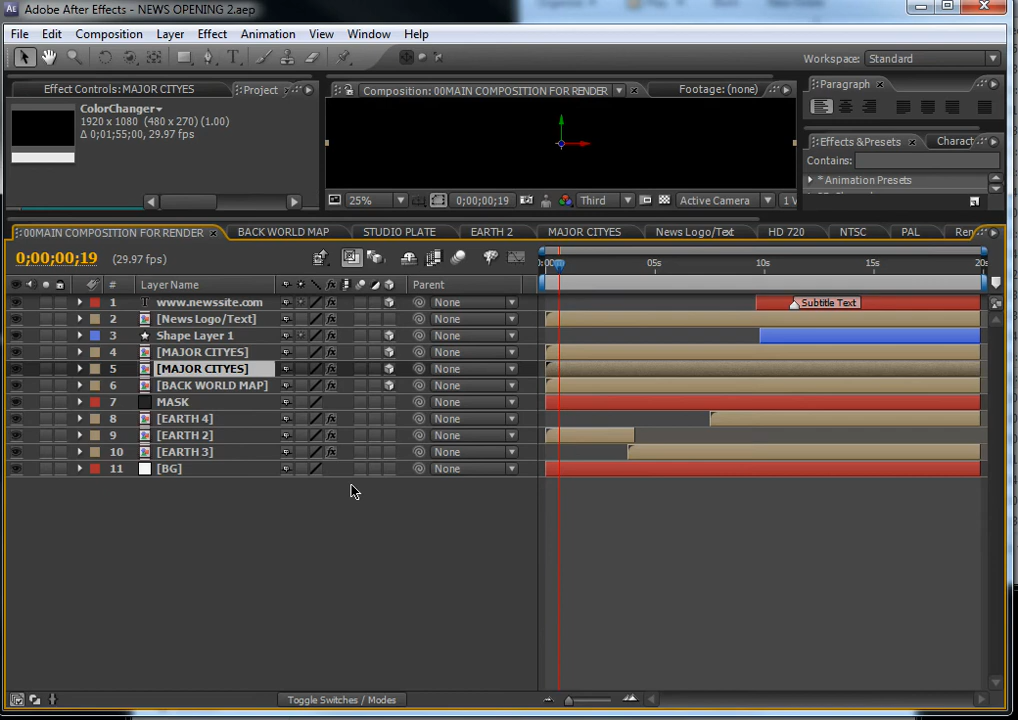 Adobe After Effects - NEWS OPENING 2.aep
File Edit Composition Layer Effect Animation View Window Help
Workspace: Standard
Effect Controls: MAJOR CITYES Project
Composition: 00MAIN COMPOSITION FOR RENDER
Footage: (none)
Paragraph
ColorChanger
1920 x 1080 (480 x 270) (1.00)
Δ 0;01;55;00, 29.97 fps
Effects & Presets
Contains:
* Animation Presets
25%
0;00;00;19
Third
Active Camera
1 V
00MAIN COMPOSITION FOR RENDER BACK WORLD MAP STUDIO PLATE EARTH 2 MAJOR CITYES News Logo/Text HD 720 NTSC PAL
0;00;00;19 (29.97 fps)
05s 10s 15s 20s
# Layer Name Parent
1 T www.newssite.com None Subtitle Text
2 [News Logo/Text] None
3 Shape Layer 1 None
4 [MAJOR CITYES] None
5 [MAJOR CITYES] None
6 [BACK WORLD MAP] None
7 MASK None
8 [EARTH 4] None
9 [EARTH 2] None
10 [EARTH 3] None
11 [BG] None
Toggle Switches / Modes